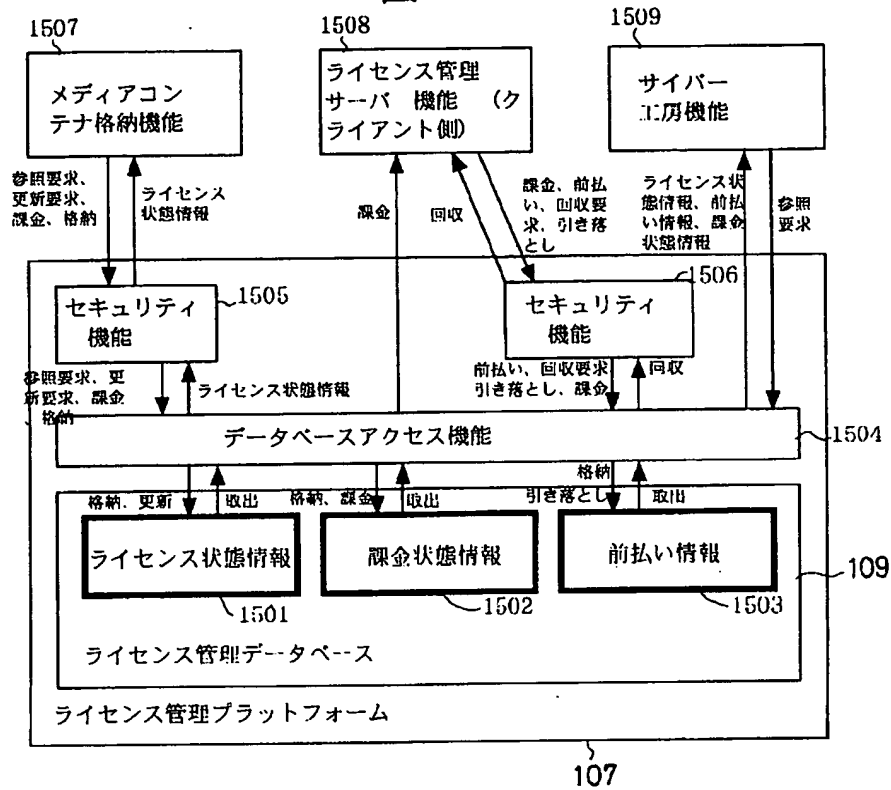 1507
1508
1509
メディアコン
テナ格納機能
ライセンス管理
サーバ 機能 (ク
ライアント側)
サイバー
工房機能
参照要求、
更新要求、
課金、格納
ライセンス
状態情報
課金
回収
課金、前払
い、回収要
求、引き落
とし
ライセンス状
態情報、前払
い情報、課金
状態情報
参照
要求
セキュリティ
機能
1505
セキュリティ
機能
1506
参照要求、更
新要求、課金
、格納
ライセンス状態情報
前払い、回収要求
引き落とし、課金
回収
データベースアクセス機能
1504
格納、更新
取出
格納、課金
取出
格納
引き落とし
取出
ライセンス状態情報
課金状態情報
前払い情報
109
1501
1502
1503
ライセンス管理データベース
ライセンス管理プラットフォーム
107